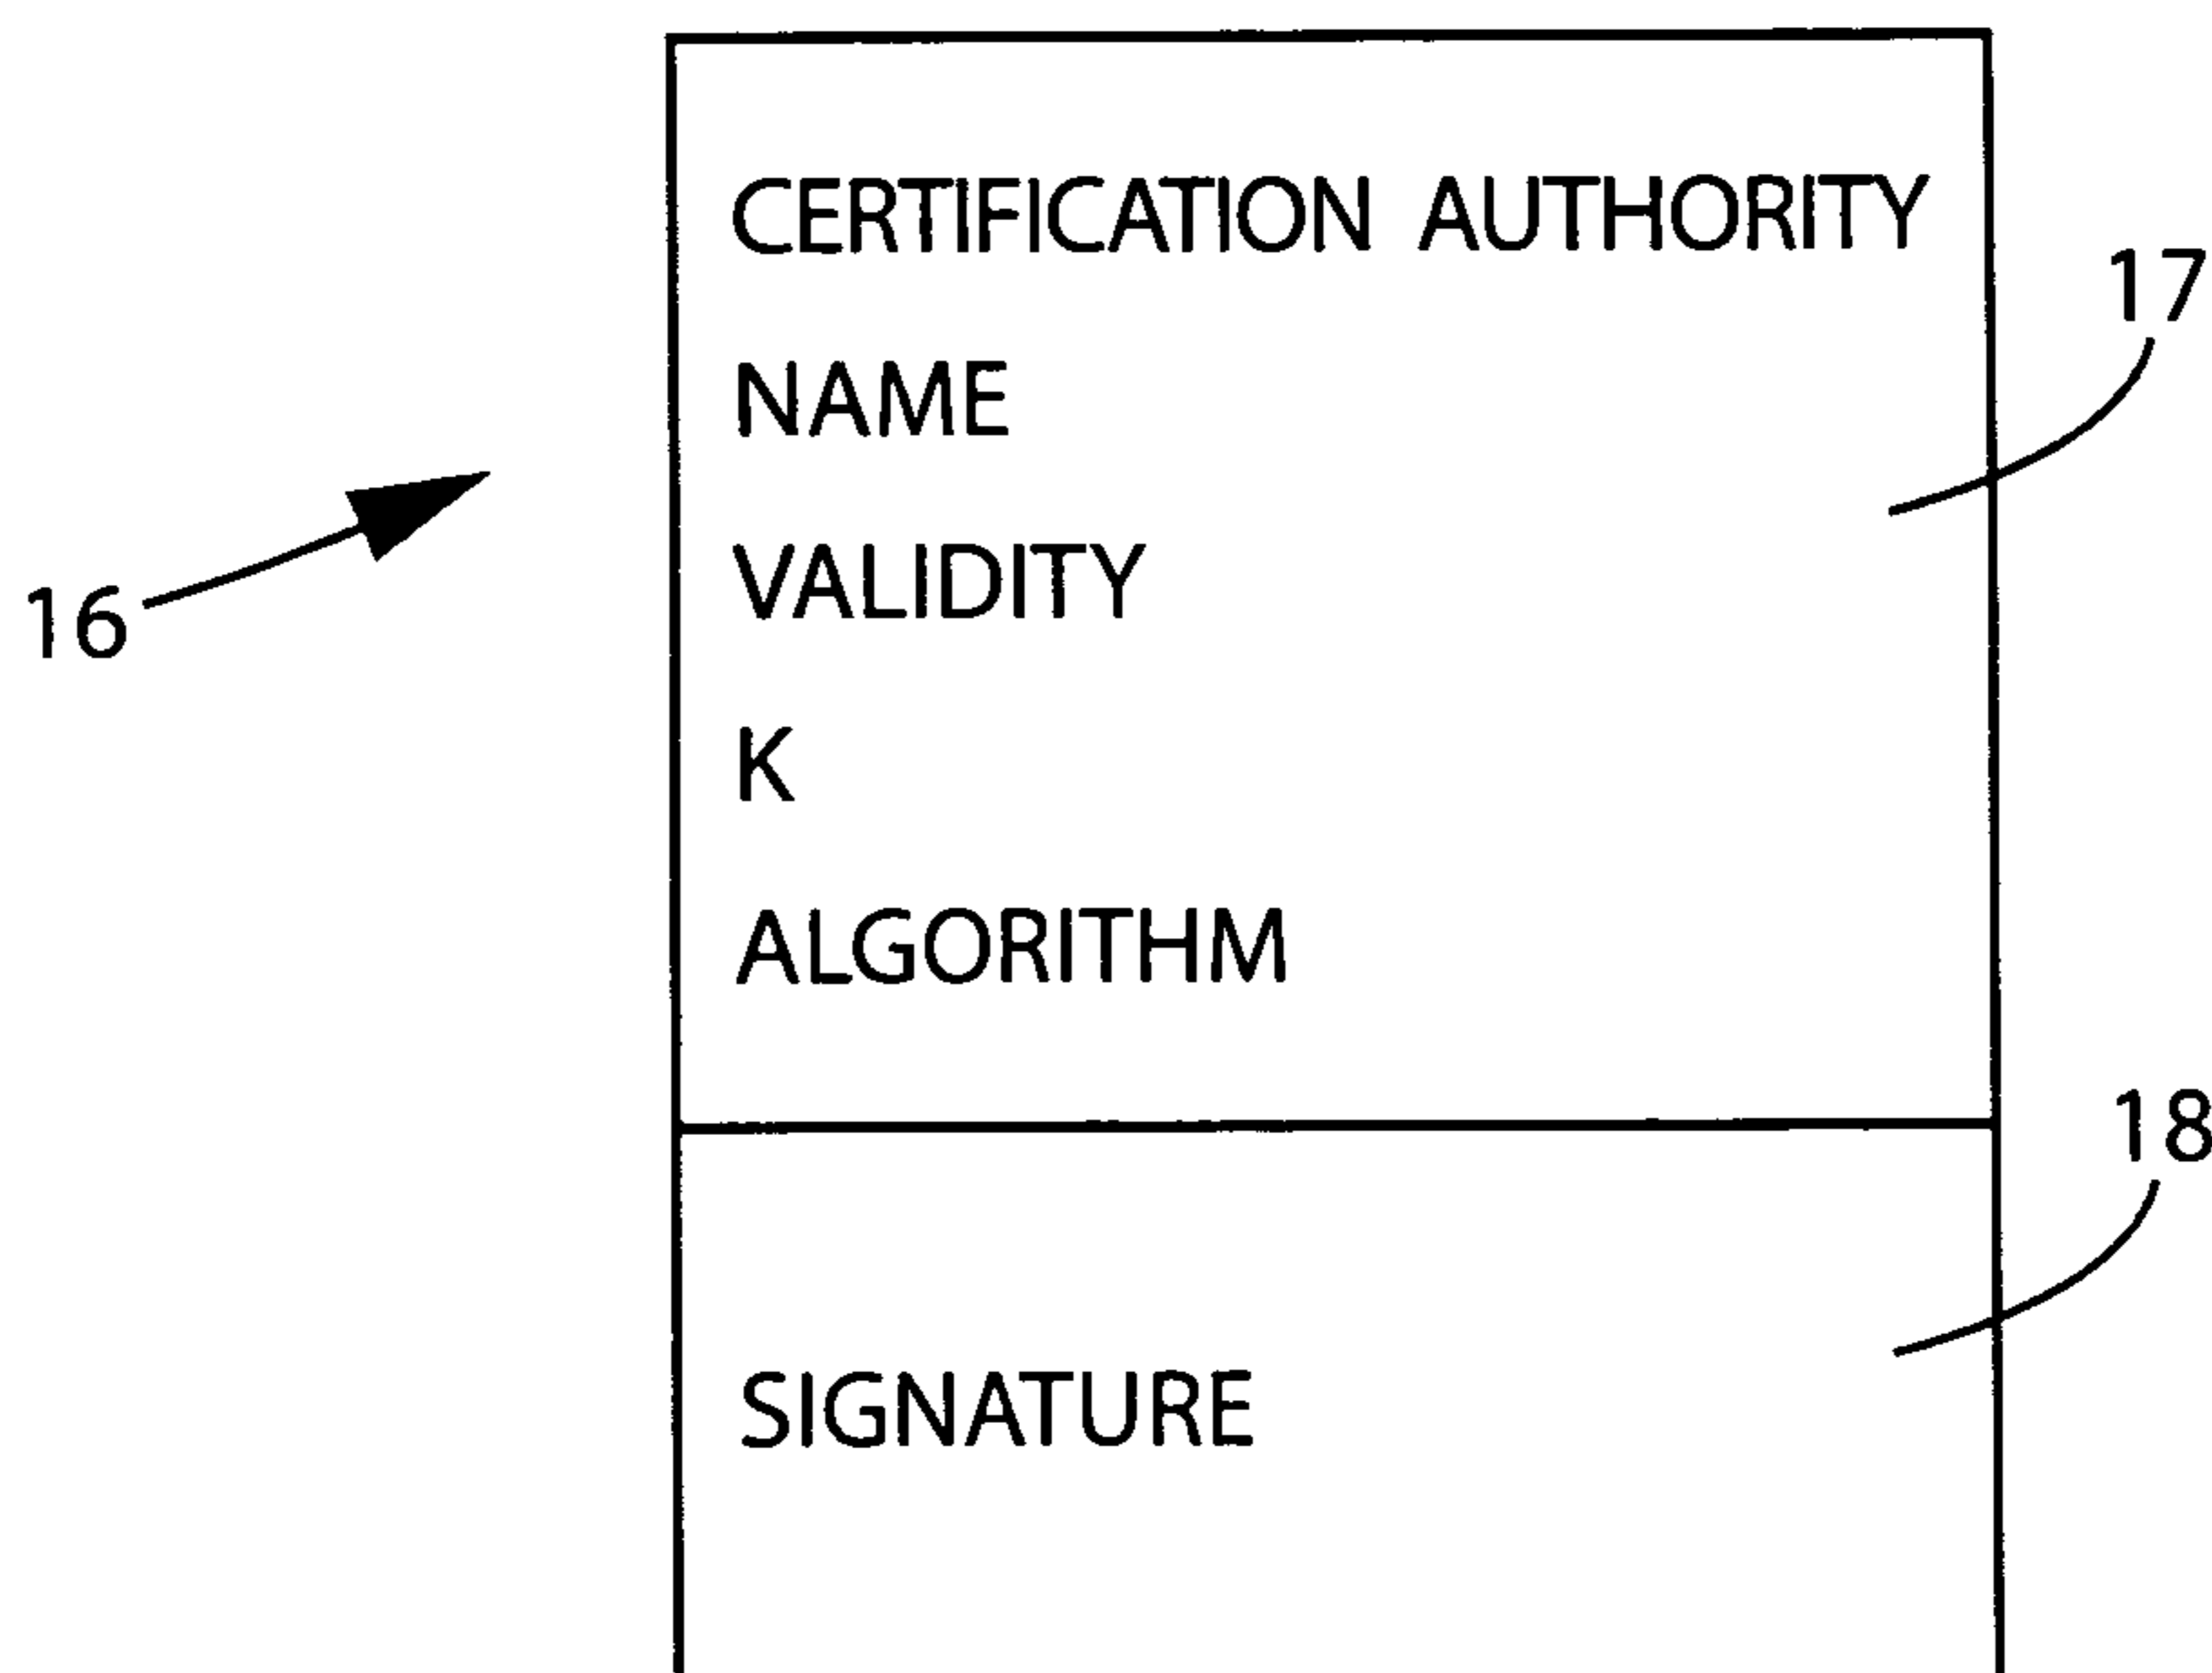 CERTIFICATION AUTHORITY
17
NAME
VALIDITY
16
K
ALGORITHM
18
SIGNATURE